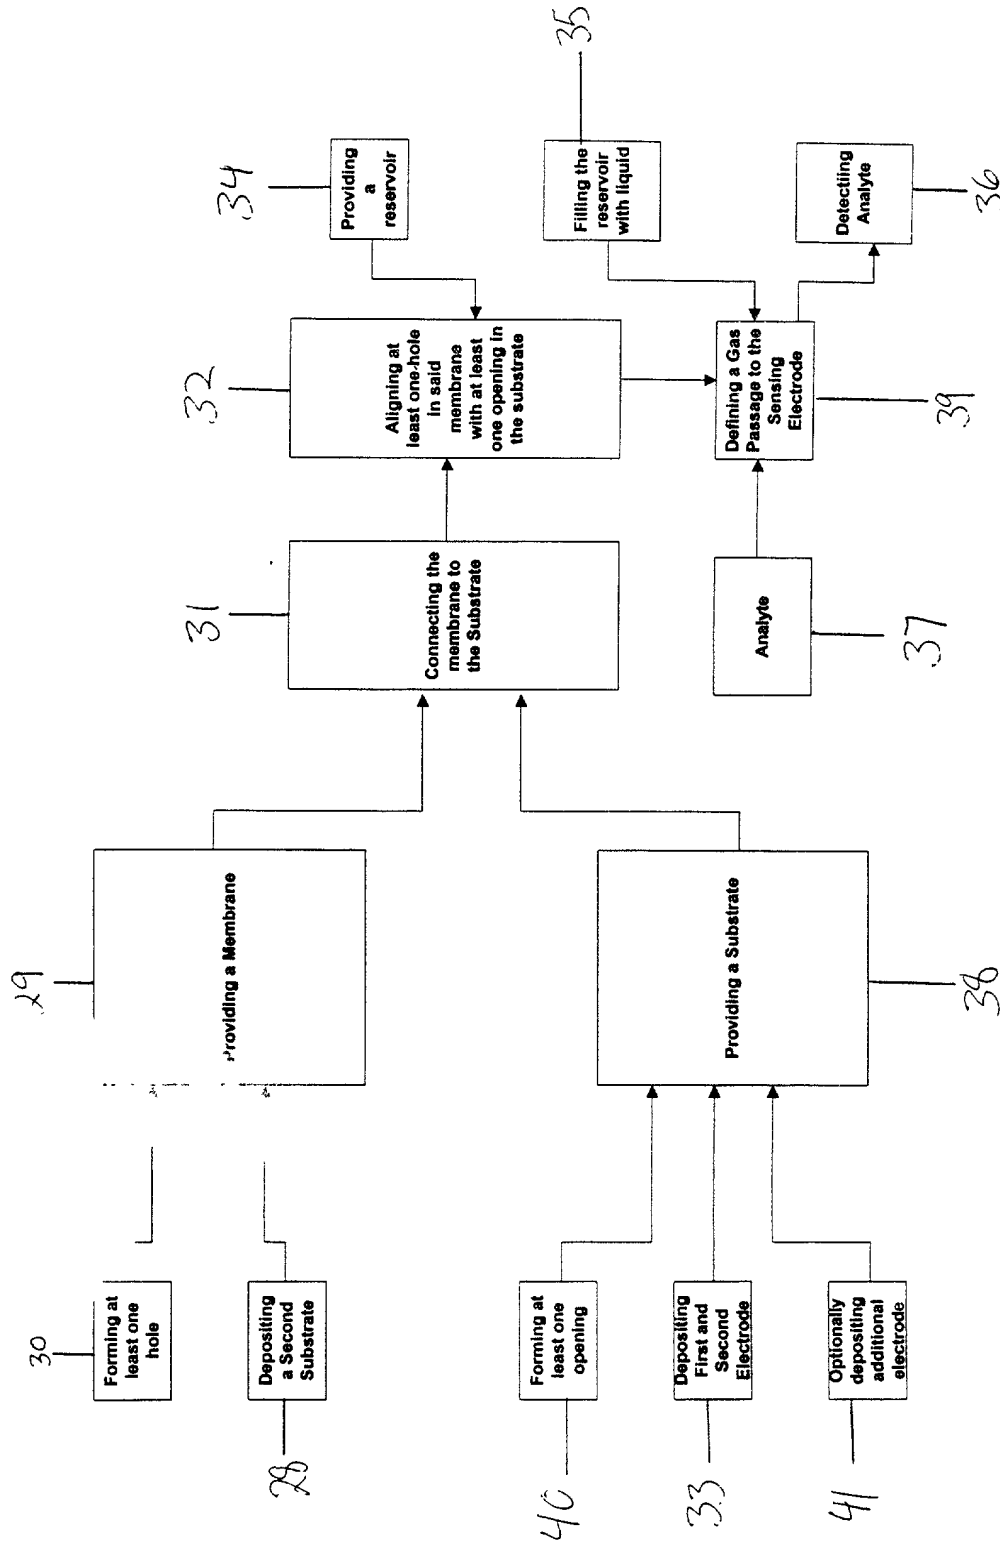 30
Forming at
least one
hole
28
Depositing
a Second
Substrate
29
Providing a Membrane
40
Forming at
least one
opening
33
Depositing
First and
Second
Electrode
41
Optionally
depositing
additional
electrode
38
Providing a Substrate
31
Connecting the
membrane to
the Substrate
32
Aligning at
least one-hole
in said
membrane
with at least
one opening in
the substrate
34
Providing
a
reservoir
37
Analyte
39
Defining a Gas
Passage to the
Sensing
Electrode
35
Filling the
reservoir
with liquid
36
Detectiing
Analyte